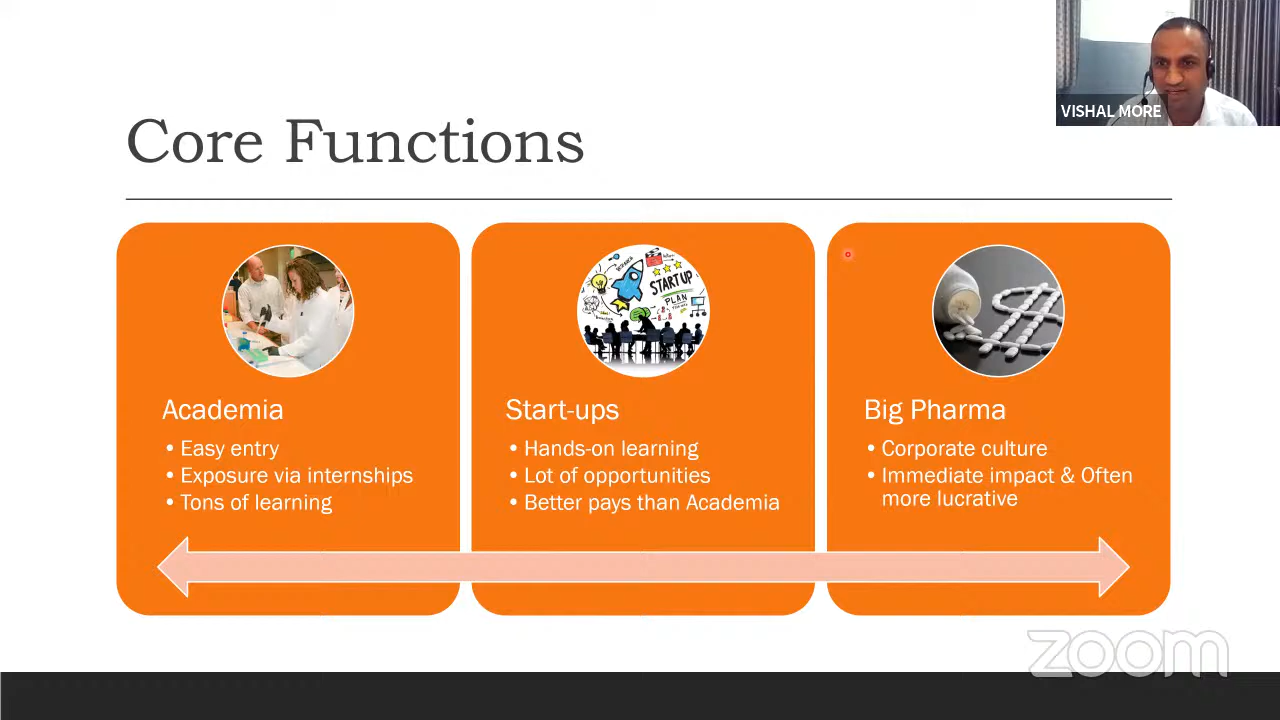 VISHAL MORE
Core Functions
RESEARCH
START UP
PLAN
Academia
• Easy entry
• Exposure via internships
• Tons of learning
Start-ups
• Hands-on learning
• Lot of opportunities
• Better pays than Academia
Big Pharma
• Corporate culture
• Immediate impact & Often
more lucrative
zoom